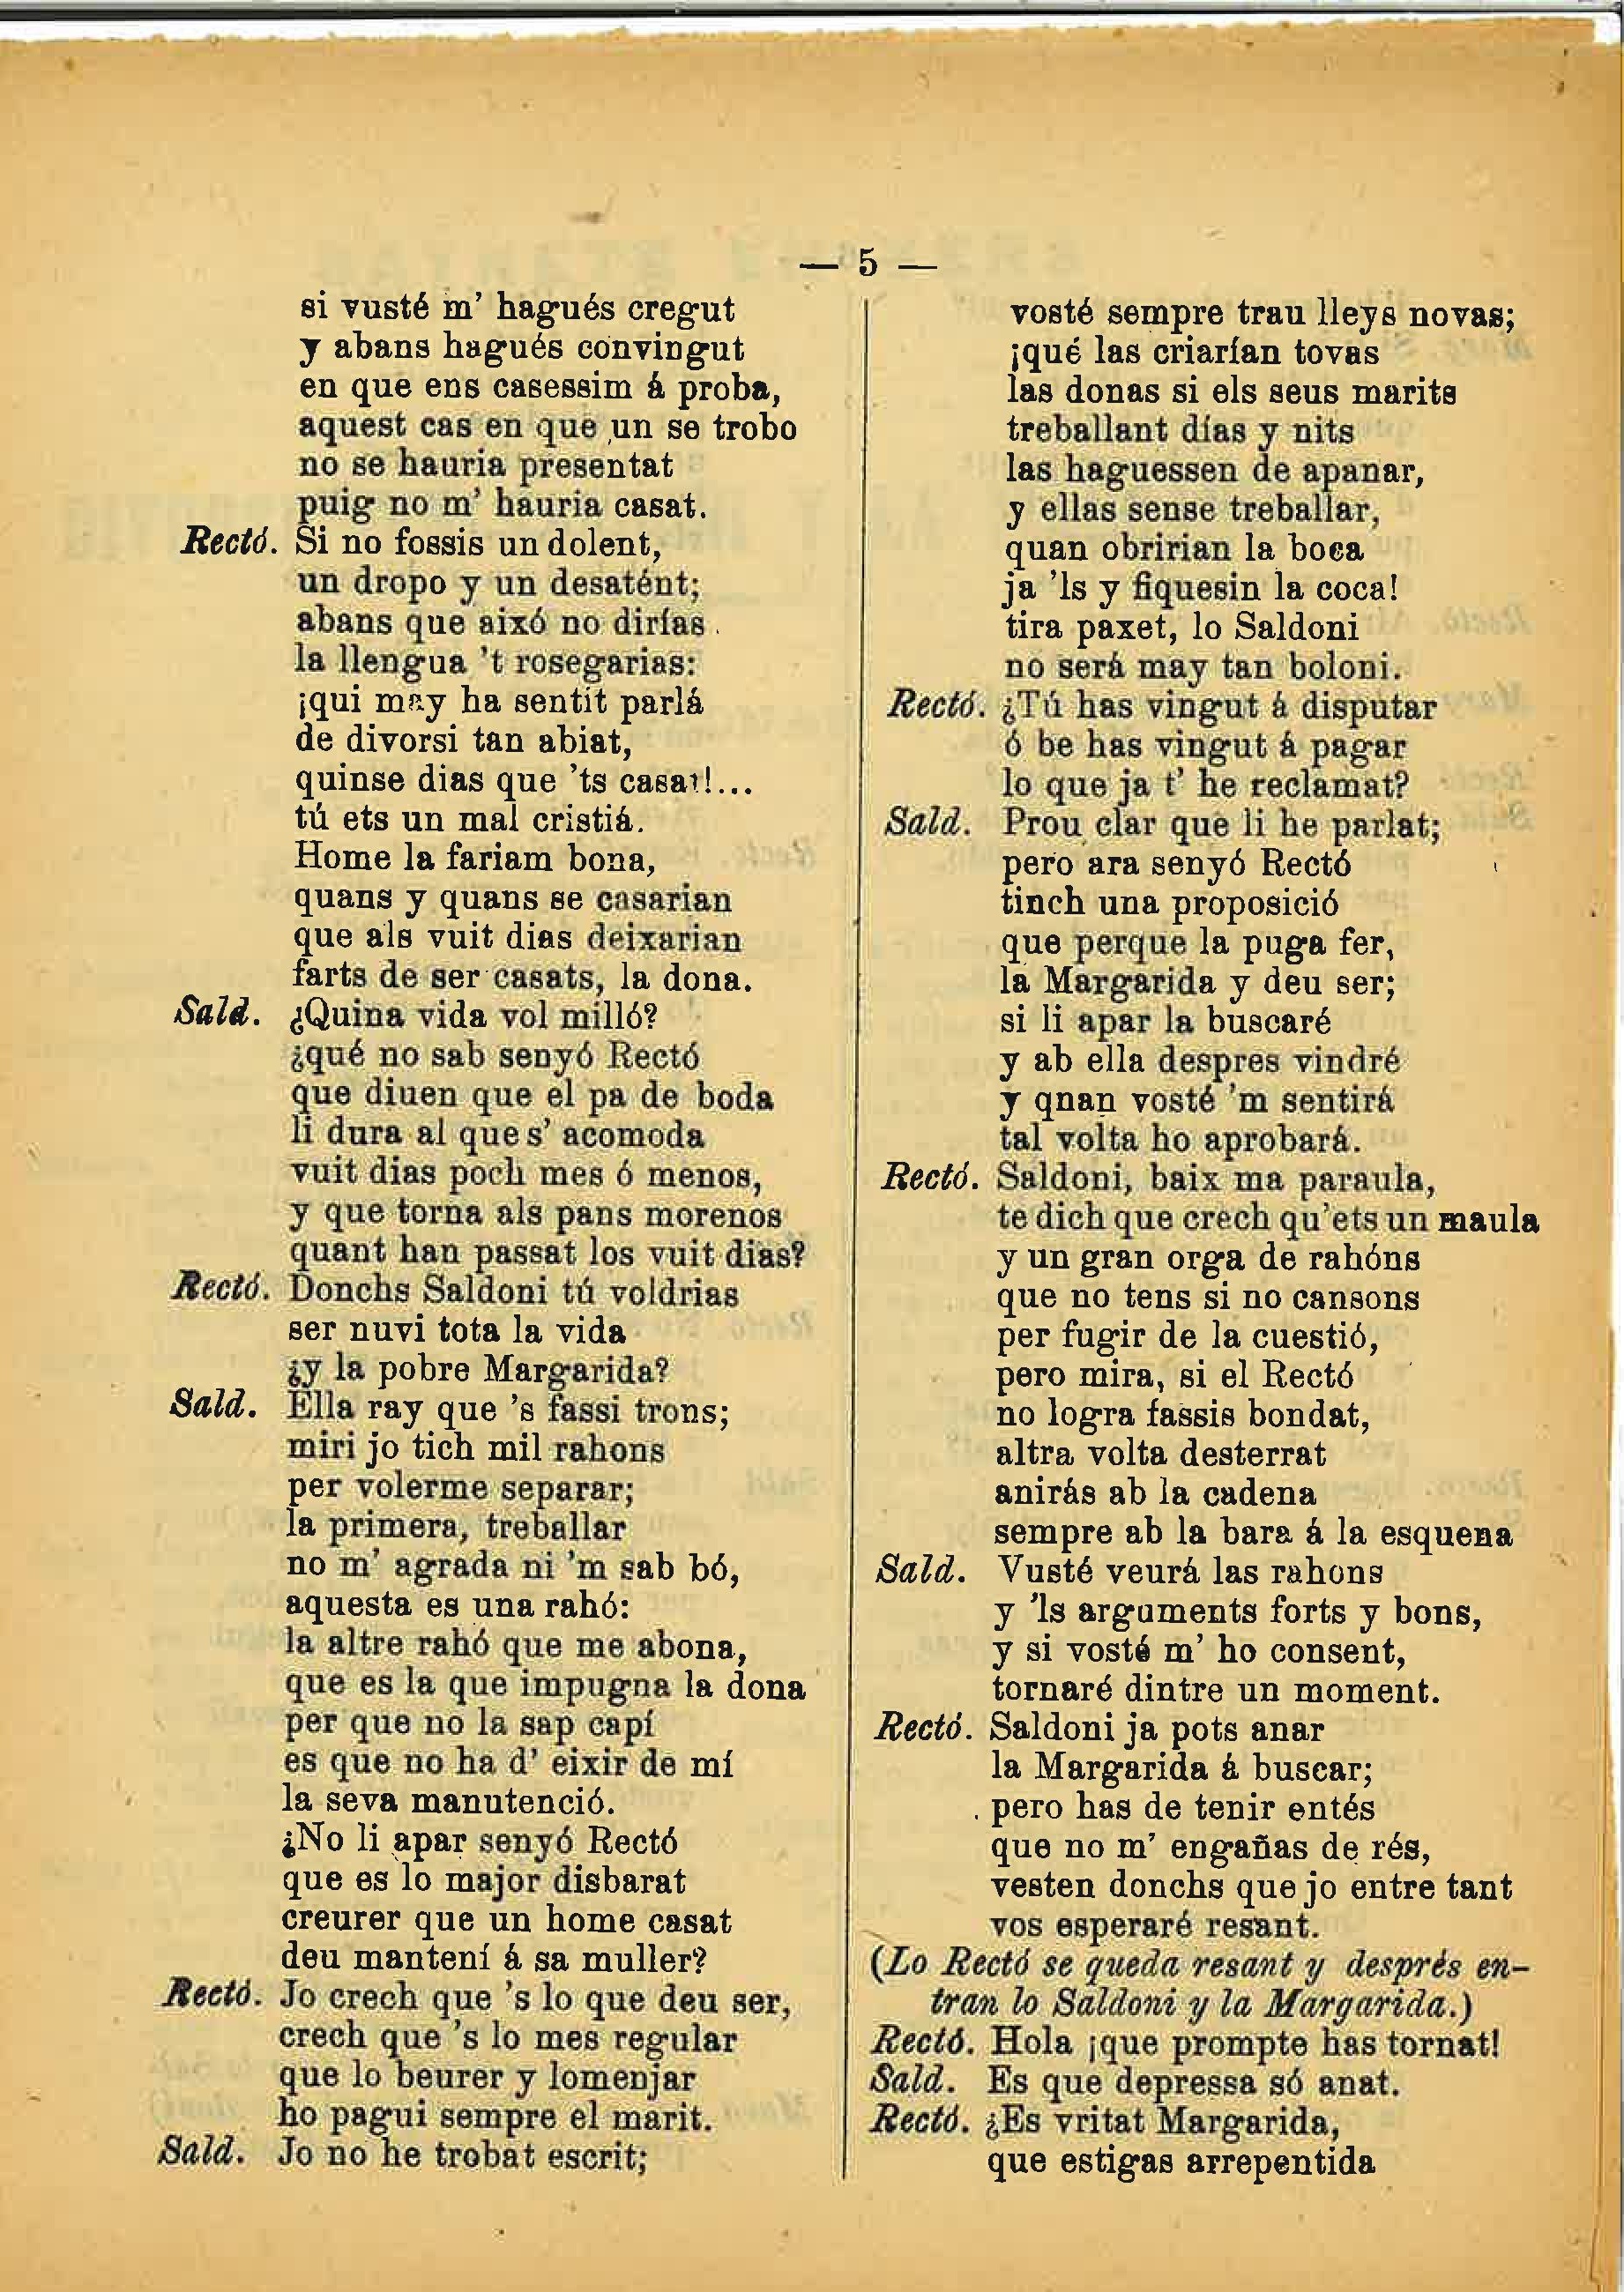 — 5 —
si vusté m' hagués cregut
y abans hagués convingut
en que ens casessim á proba,
aquest cas en que un se trobo
no se hauria presentat
puig no m' hauria casat.
Rectó. Si no fossis un dolent,
un dropo y un desatént;
abans que aixó no dirías
la llengua 't rosegarias:
¡qui may ha sentit parlá
de divorsi tan abiat,
quinse dias que 'ts casat!...
tú ets un mal cristiá.
Home la fariam bona,
quans y quans se casarian
que als vuit dias deixarian
farts de ser casats, la dona.
Sald. ¿Quina vida vol milló?
¿qué no sab senyó Rectó
que diuen que el pa de boda
li dura al que s' acomoda
vuit dias poch mes ó menos,
y que torna als pans morenos
quant han passat los vuit dias?
Rectó. Donchs Saldoni tú voldrias
ser nuvi tota la vida
¿y la pobre Margarida?
Sald. Ella ray que 's fassi trons;
miri jo tich mil rahons
per volerme separar;
la primera, treballar
no m' agrada ni 'm sab bó,
aquesta es una rahó:
la altre rahó que me abona,
que es la que impugna la dona
per que no la sap capí
es que no ha d' eixir de mí
la seva manutenció.
¿No li apar senyó Rectó
que es lo major disbarat
creurer que un home casat
deu mantení á sa muller?
Rectó. Jo crech que 's lo que deu ser,
crech que 's lo mes regular
que lo beurer y lomenjar
ho pagui sempre el marit.
Sald. Jo no he trobat escrit;
vosté sempre trau lleys novas;
¡qué las criarían tovas
las donas si els seus marits
treballant días y nits
las haguessen de apanar,
y ellas sense treballar,
quan obririan la boca
ja 'ls y fiquesin la coca!
tira paxet, lo Saldoni
no será may tan boloni.
Rectó. ¿Tú has vingut á disputar
ó be has vingut á pagar
lo que ja t' he reclamat?
Sald. Prou clar que li he parlat;
pero ara senyó Rectó
tinch una proposició
que perque la puga fer,
la Margarida y deu ser;
si li apar la buscaré
y ab ella despres vindré
y qnan vosté 'm sentirá
tal volta ho aprobará.
Rectó. Saldoni, baix ma paraula,
te dich que crech qu'ets un maula
y un gran orga de rahóns
que no tens si no cansons
per fugir de la cuestió,
pero mira, si el Rectó
no logra fassis bondat,
altra volta desterrat
anirás ab la cadena
sempre ab la bara á la esquena
Sald. Vusté veurá las rahons
y 'ls arguments forts y bons,
y si vosté m' ho consent,
tornaré dintre un moment.
Rectó. Saldoni ja pots anar
la Margarida á buscar;
pero has de tenir entés
que no m' engañas de rés,
vesten donchs que jo entre tant
vos esperaré resant.
(Lo Rectó se queda resant y després en-
tran lo Saldoni y la Margarida.)
Rectó. Hola ¡que prompte has tornat!
Sald. Es que depressa só anat.
Rectó. ¿Es vritat Margarida,
que estigas arrepentida